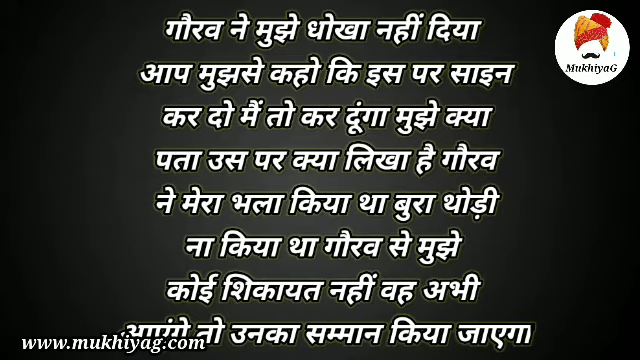 गौरव ने मुझे धोखा नहीं दिया
आप मुझसे कहो कि इस पर साइन
कर दो मैं तो कर दूंगा मुझे क्या
पता उस पर क्या लिखा है गौरव
ने मेरा भला किया था बुरा थोड़ी
ना किया था गौरव से मुझे
कोई शिकायत नहीं वह अभी
आएंगे तो उनका सम्मान किया जाएगा
MukhiyaG
www.mukhiyag.com